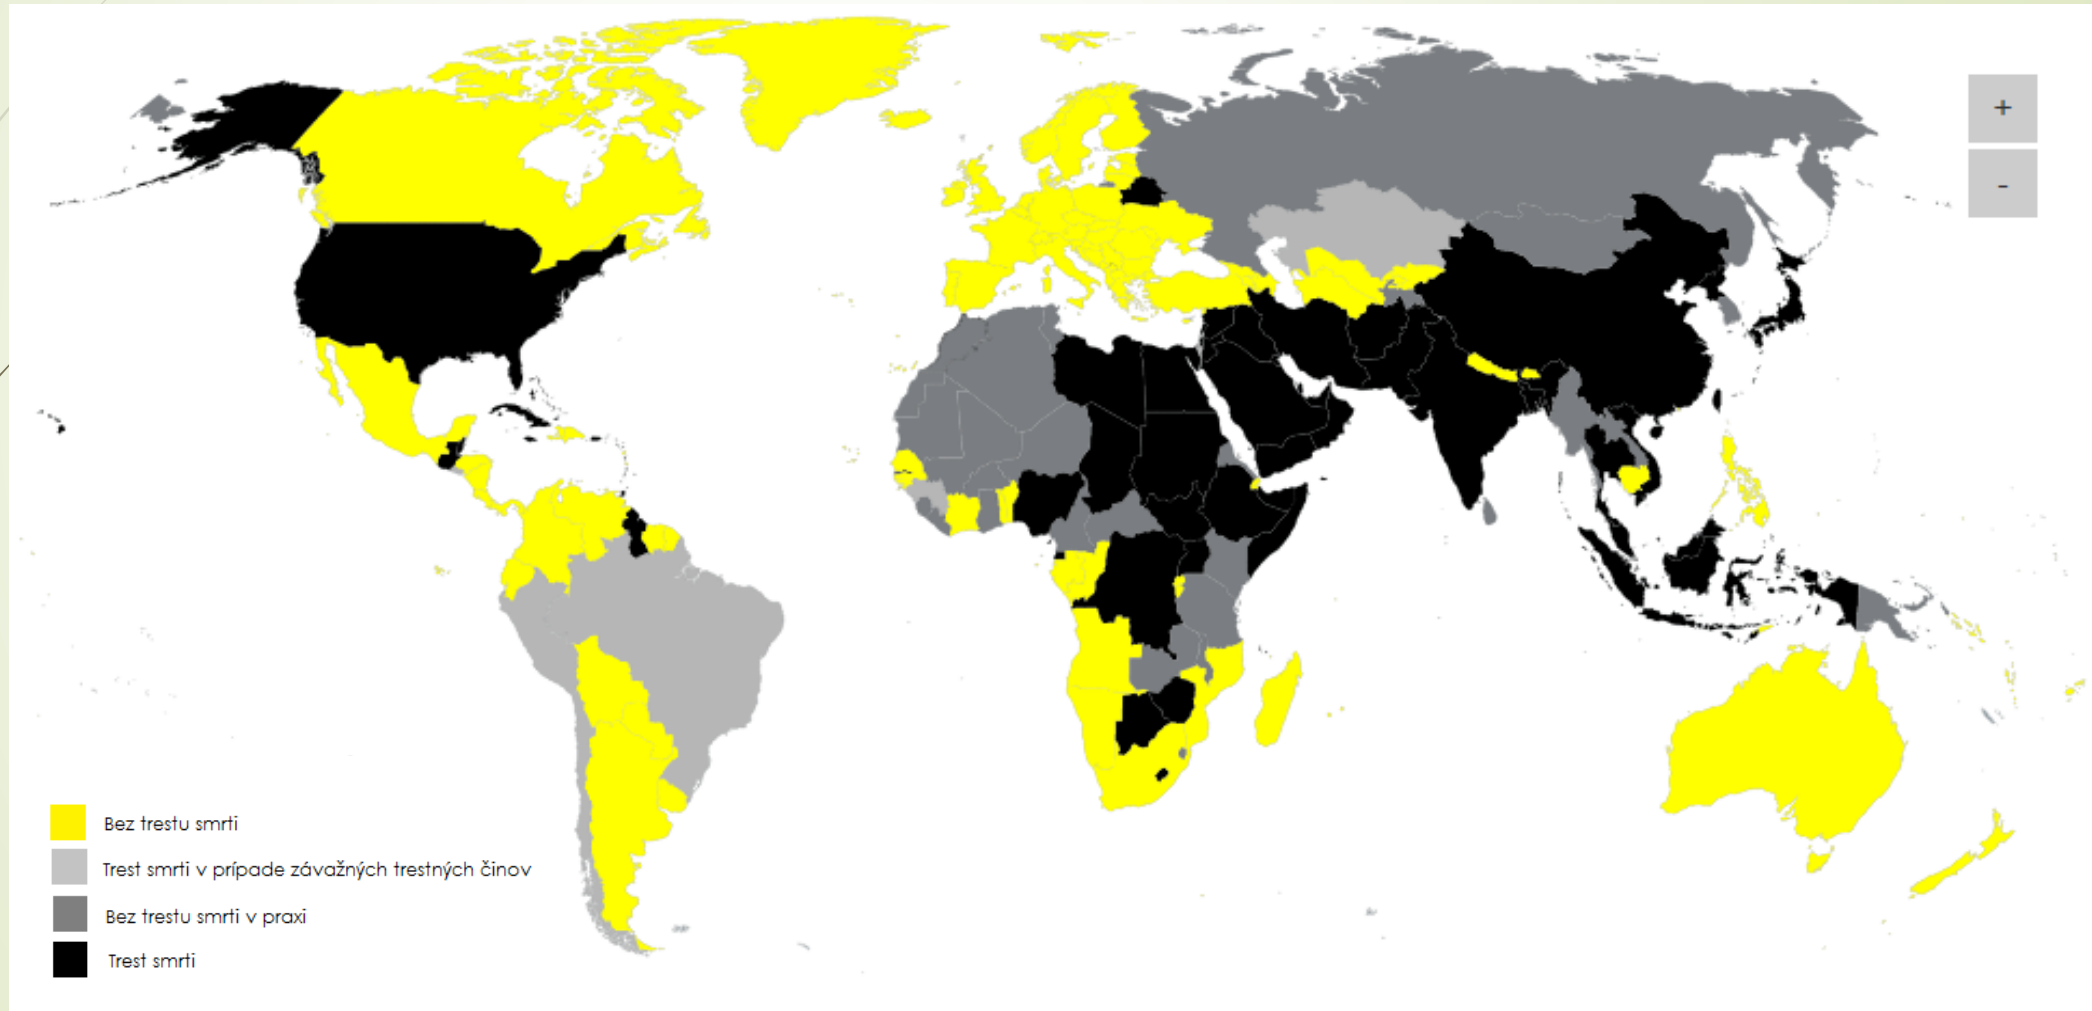 +
-
Bez trestu smrti
Trest smrti v prípade závažných trestných činov
Bez trestu smrti v praxi
Trest smrti